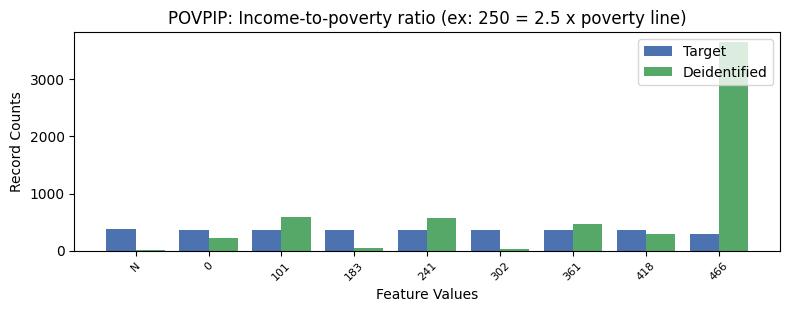 POVPIP: Income-to-poverty ratio (ex: 250 = 2.5 x poverty line)
Target
Deidentified
Record Counts
3000
2000
1000
0
N 0 101 183 241 302 361 418 466
Feature Values